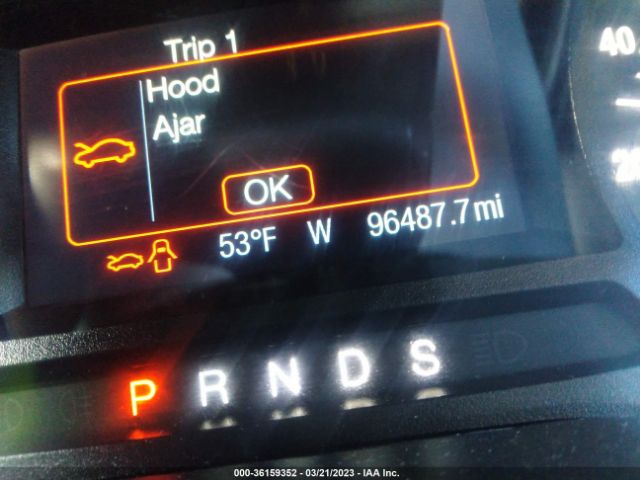 Trip 1
Hood
Ajar
OK
53°F W 96487.7 mi
40
P R N D S
000-36159352 - 03/21/2023 - IAA Inc.